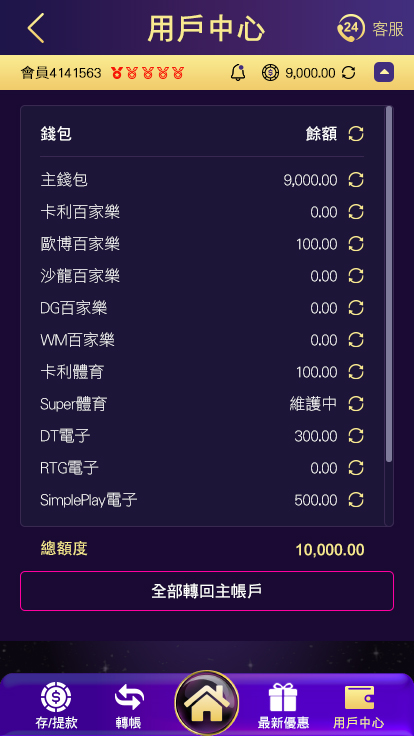 用戶中心
24 客服
會員4141563 9,000.00
錢包 餘額
主錢包 9,000.00
卡利百家樂 0.00
歐博百家樂 100.00
沙龍百家樂 0.00
DG百家樂 0.00
WM百家樂 0.00
卡利體育 100.00
Super體育 維護中
DT電子 300.00
RTG電子 0.00
SimplePlay電子 500.00
總額度 10,000.00
全部轉回主帳戶
存/提款 轉帳 最新優惠 用戶中心